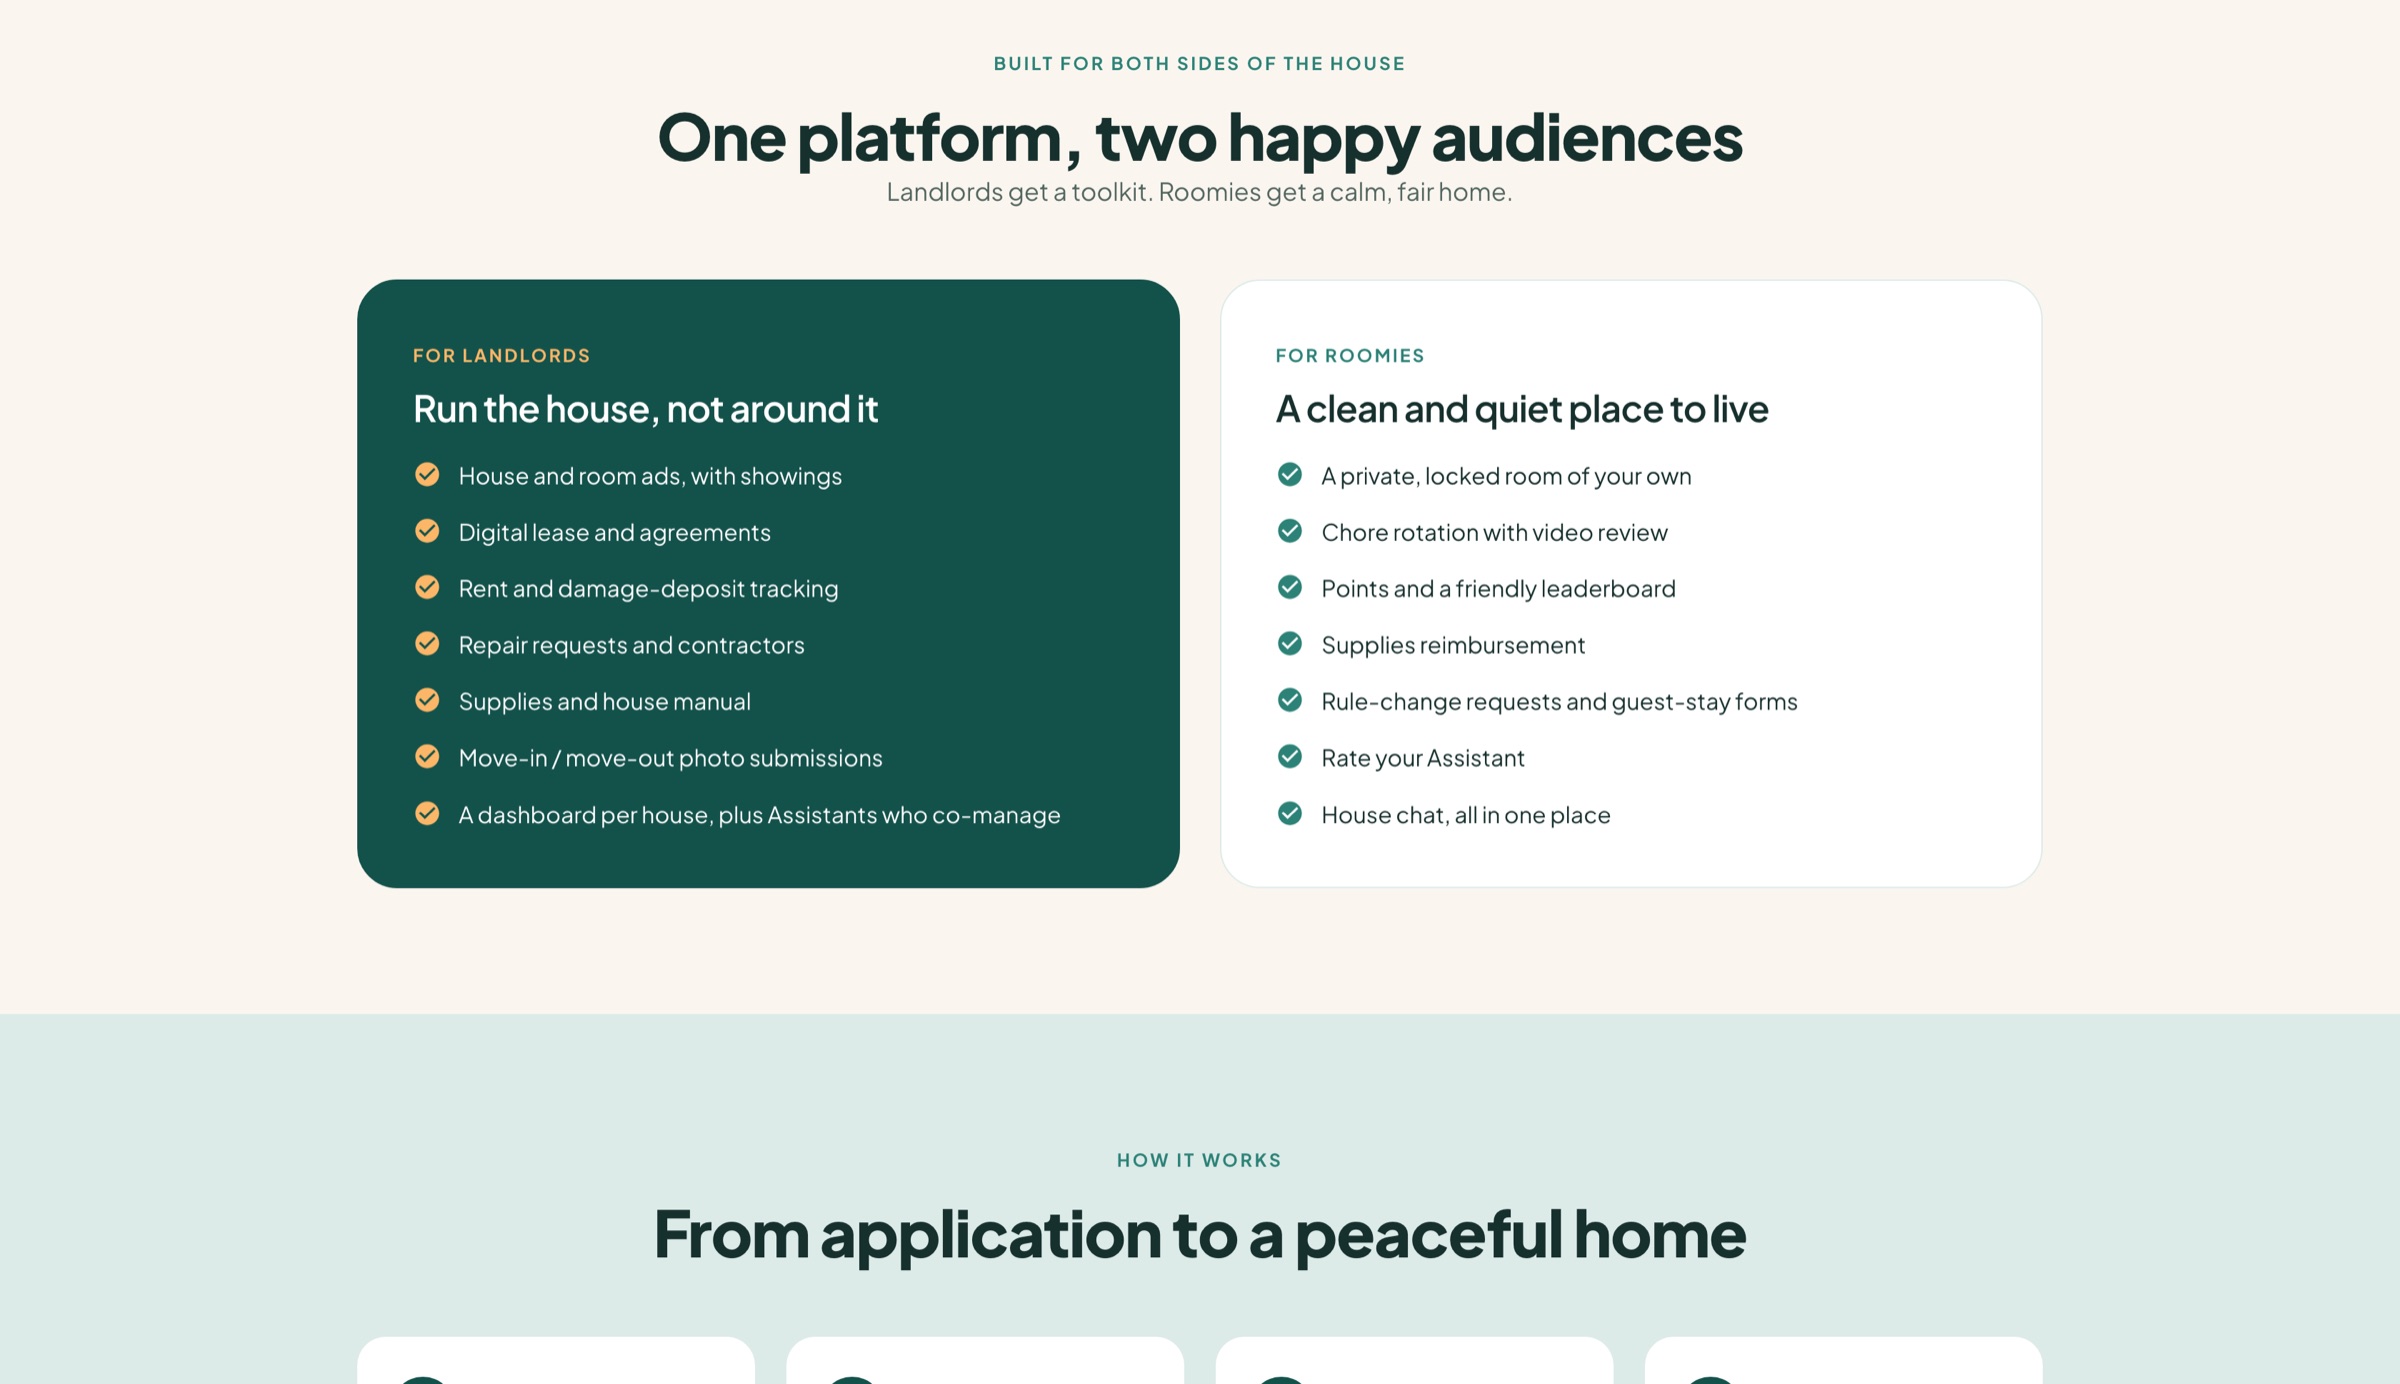 BUILT FOR BOTH SIDES OF THE HOUSE
One platform, two happy audiences
Landlords get a toolkit. Roomies get a calm, fair home.
FOR LANDLORDS
Run the house, not around it
House and room ads, with showings
Digital lease and agreements
Rent and damage-deposit tracking
Repair requests and contractors
Supplies and house manual
Move-in / move-out photo submissions
A dashboard per house, plus Assistants who co-manage
FOR ROOMIES
A clean and quiet place to live
A private, locked room of your own
Chore rotation with video review
Points and a friendly leaderboard
Supplies reimbursement
Rule-change requests and guest-stay forms
Rate your Assistant
House chat, all in one place
HOW IT WORKS
From application to a peaceful home